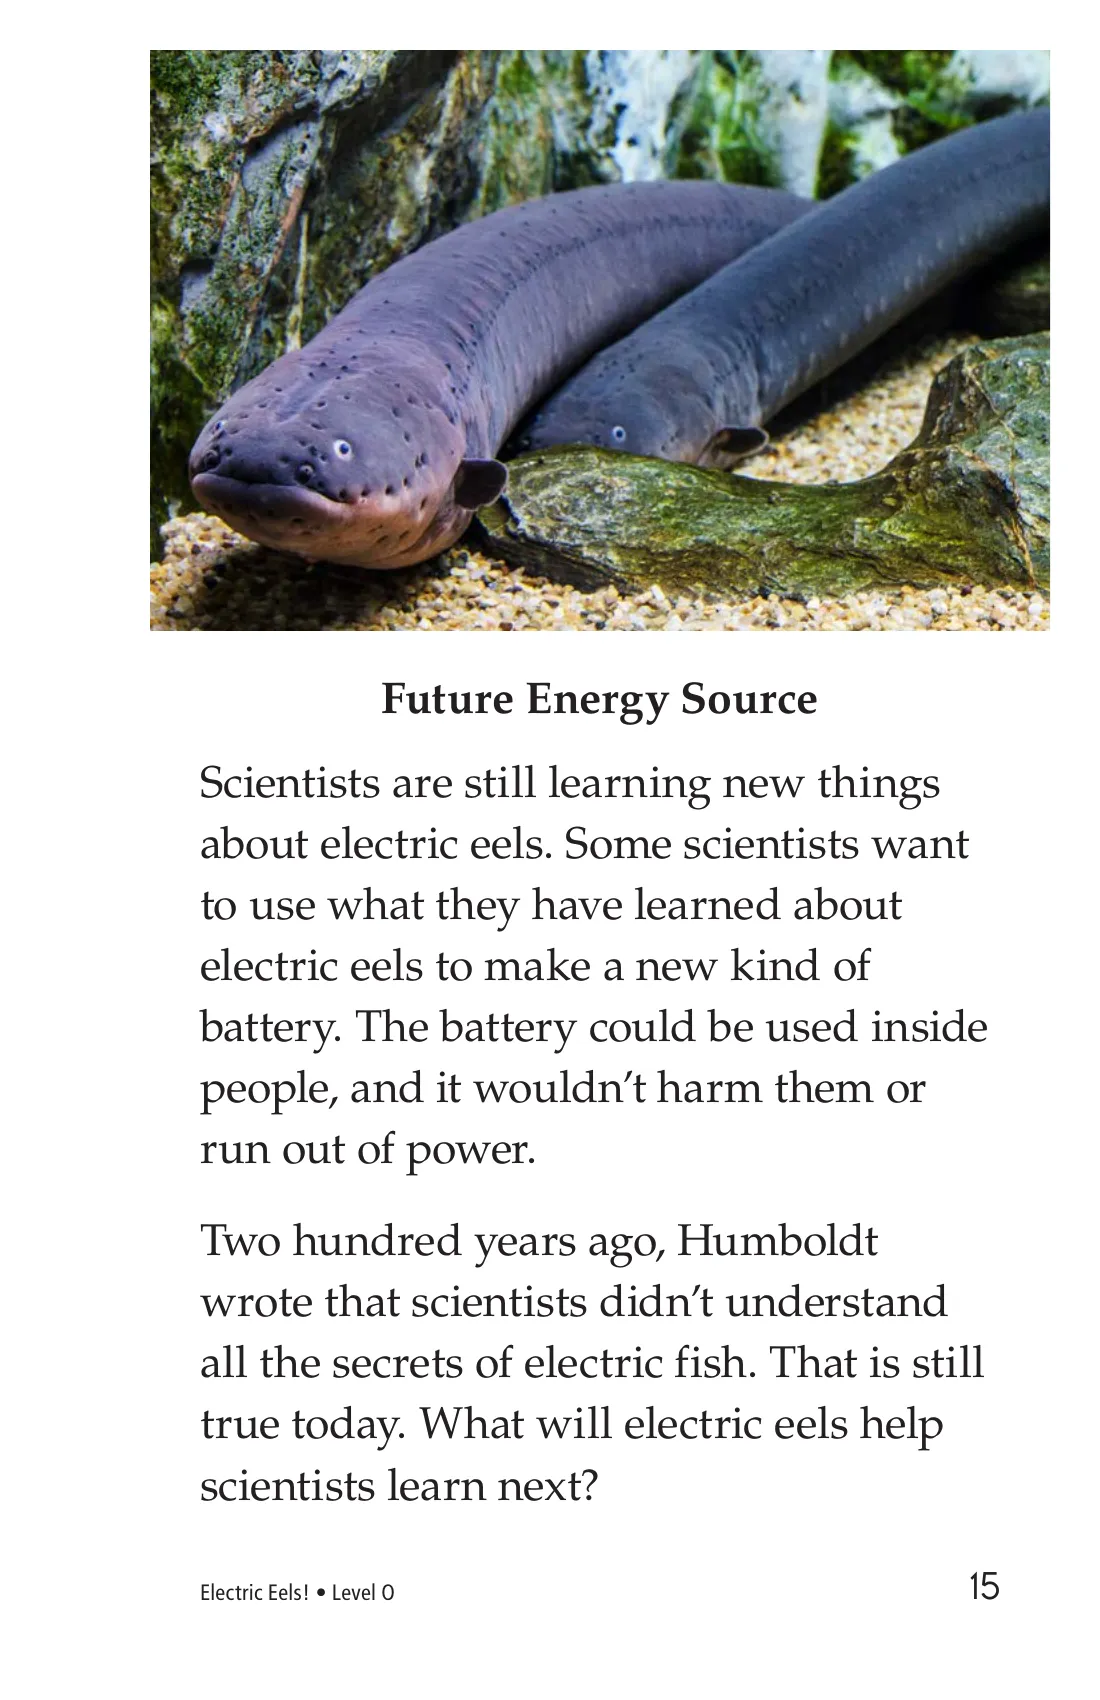 Future Energy Source
Scientists are still learning new things
about electric eels. Some scientists want
to use what they have learned about
electric eels to make a new kind of
battery. The battery could be used inside
people, and it wouldn’t harm them or
run out of power.
Two hundred years ago, Humboldt
wrote that scientists didn’t understand
all the secrets of electric fish. That is still
true today. What will electric eels help
scientists learn next?
Electric Eels! • Level O
15